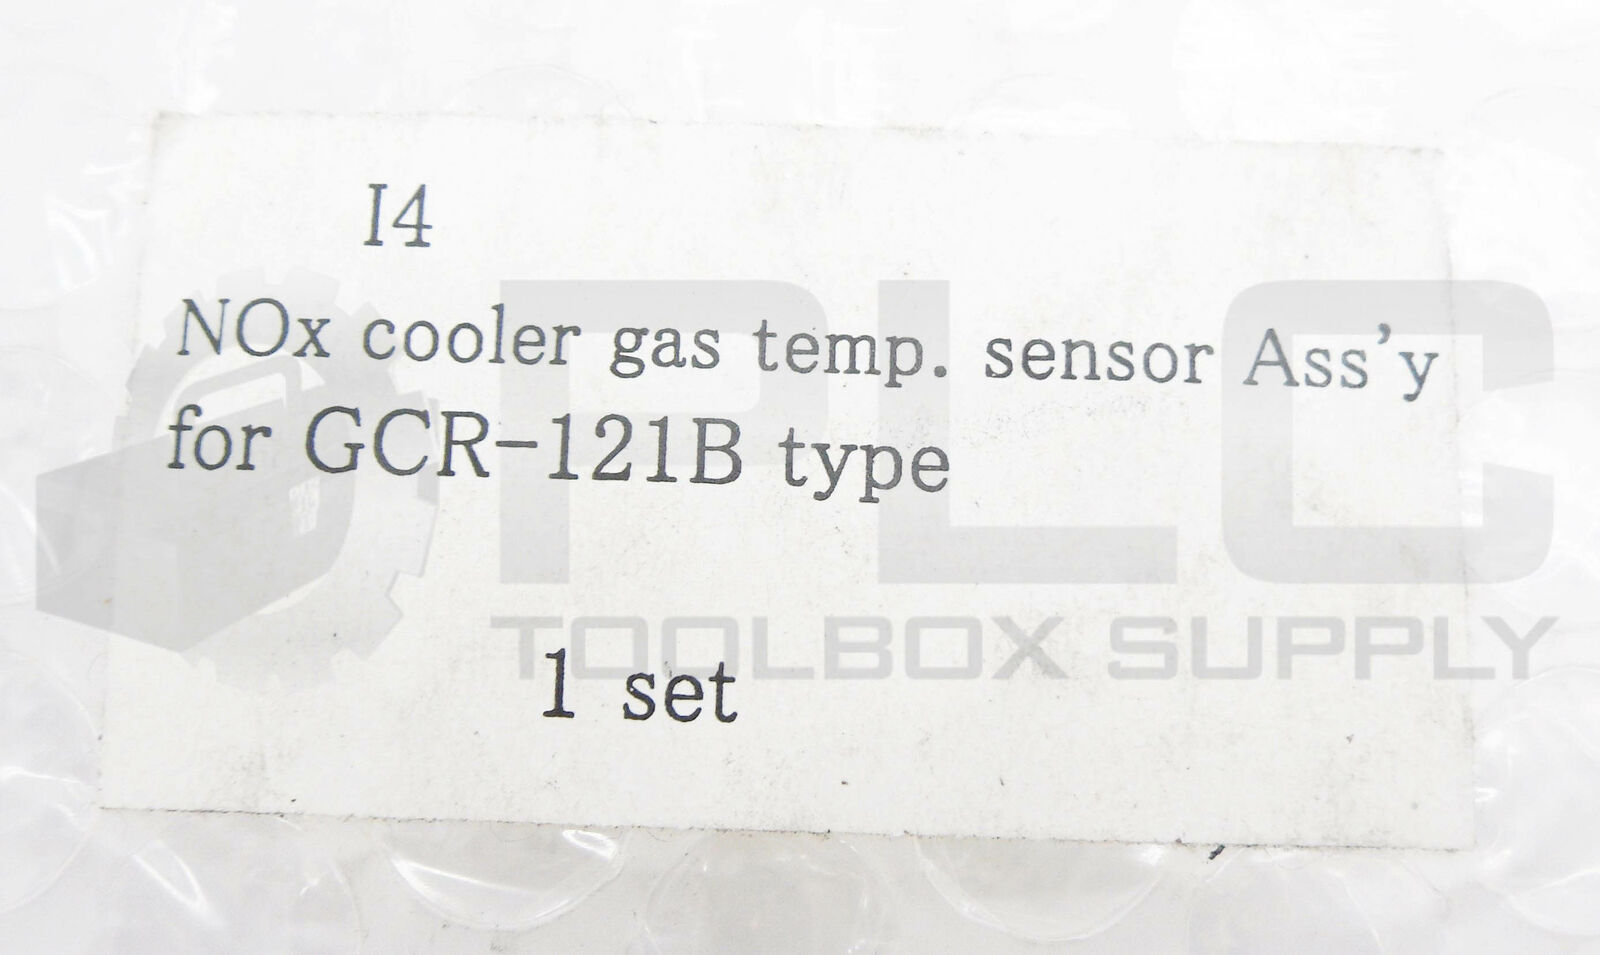 I4
NOx cooler gas temp. sensor Ass'y
for GCR-121B type
1 set
PLC
TOOLBOX SUPPLY